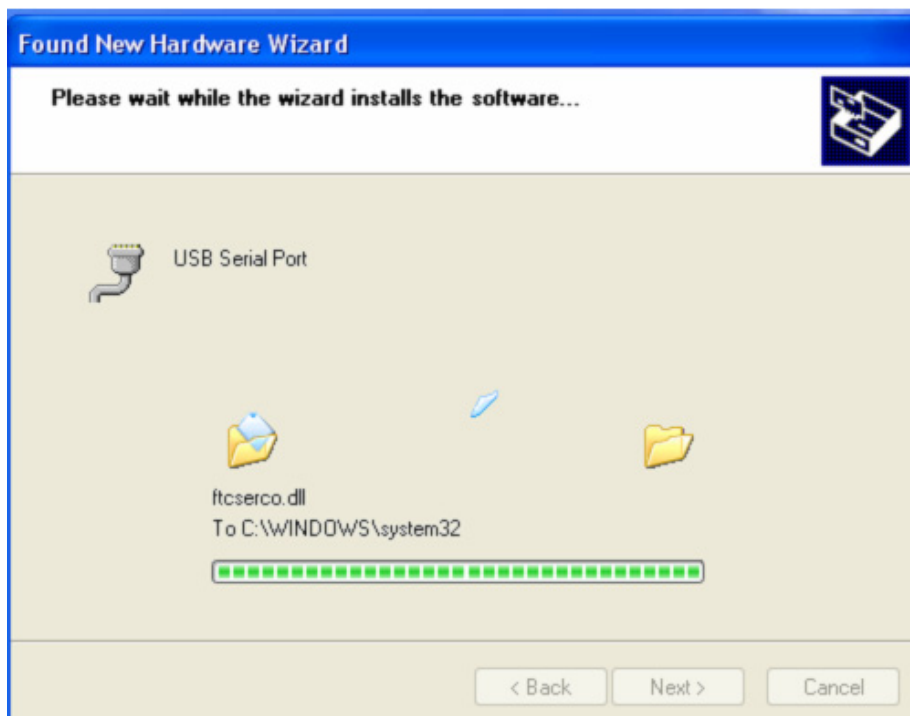 Found New Hardware Wizard
Please wait while the wizard installs the software...
USB Serial Port
ftcserco.dll
To C:\WINDOWS\system32
< Back Next > Cancel